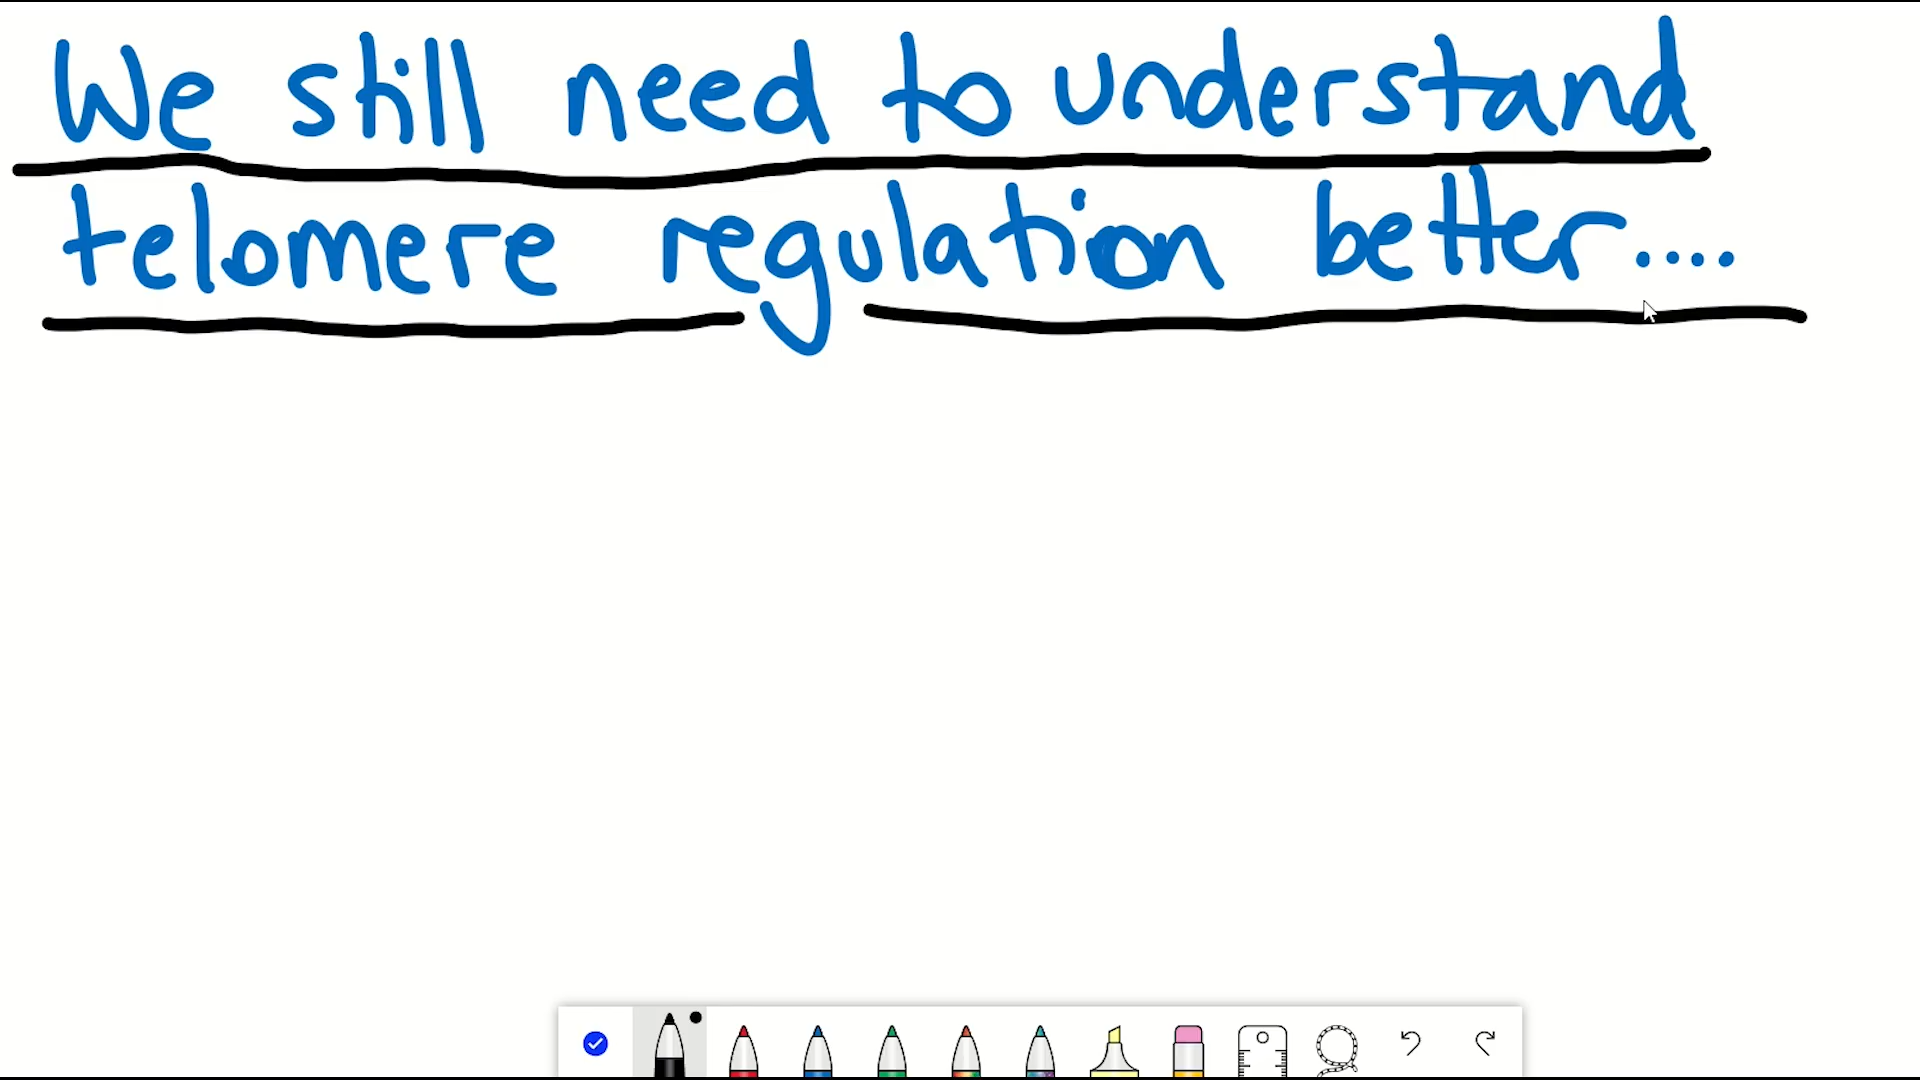 We still need to understand
telomere regulation better....